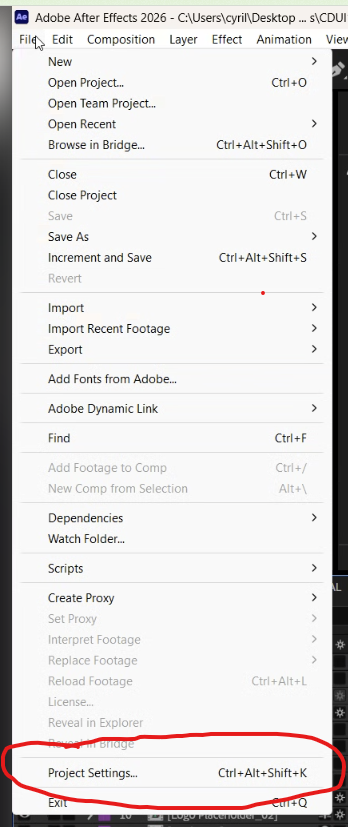 Ae Adobe After Effects 2026 - C:\Users\cyril\Desktop ... s\CDUI
File Edit Composition Layer Effect Animation View
New
Open Project... Ctrl+O
Open Team Project...
Open Recent
Browse in Bridge... Ctrl+Alt+Shift+O
Close Ctrl+W
Close Project
Save Ctrl+S
Save As
Increment and Save Ctrl+Alt+Shift+S
Revert
Import
Import Recent Footage
Export
Add Fonts from Adobe...
Adobe Dynamic Link
Find Ctrl+F
Add Footage to Comp Ctrl+/
New Comp from Selection Alt+\
Dependencies
Watch Folder...
Scripts
Create Proxy
Set Proxy
Interpret Footage
Replace Footage
Reload Footage Ctrl+Alt+L
License...
Reveal in Explorer
Reveal in Bridge
Project Settings... Ctrl+Alt+Shift+K
Exit Ctrl+Q
10 [Logo Placeholder_02]